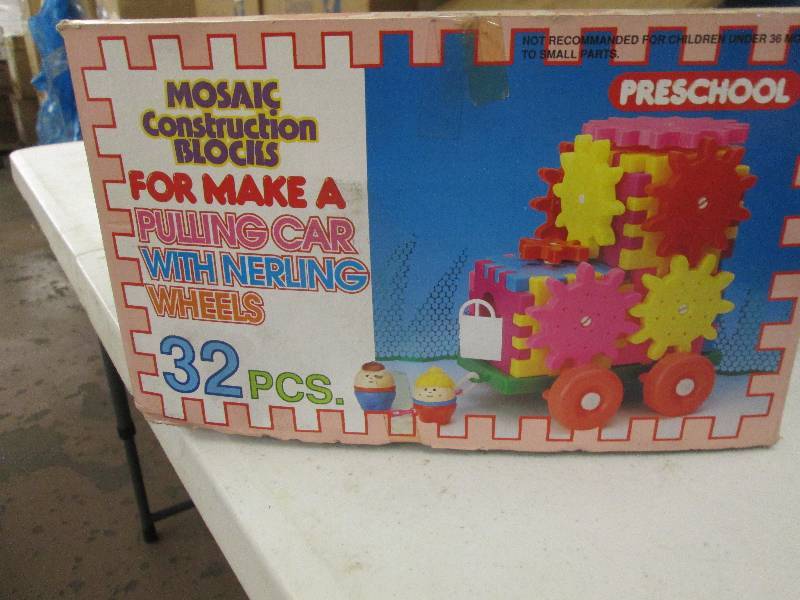 NOT RECOMMANDED FOR CHILDREN UNDER 36 MO
TO SMALL PARTS.
PRESCHOOL
MOSAIC
Construction
BLOCKS
FOR MAKE A
PULLING CAR
WITH NERLING
WHEELS
32 PCS.